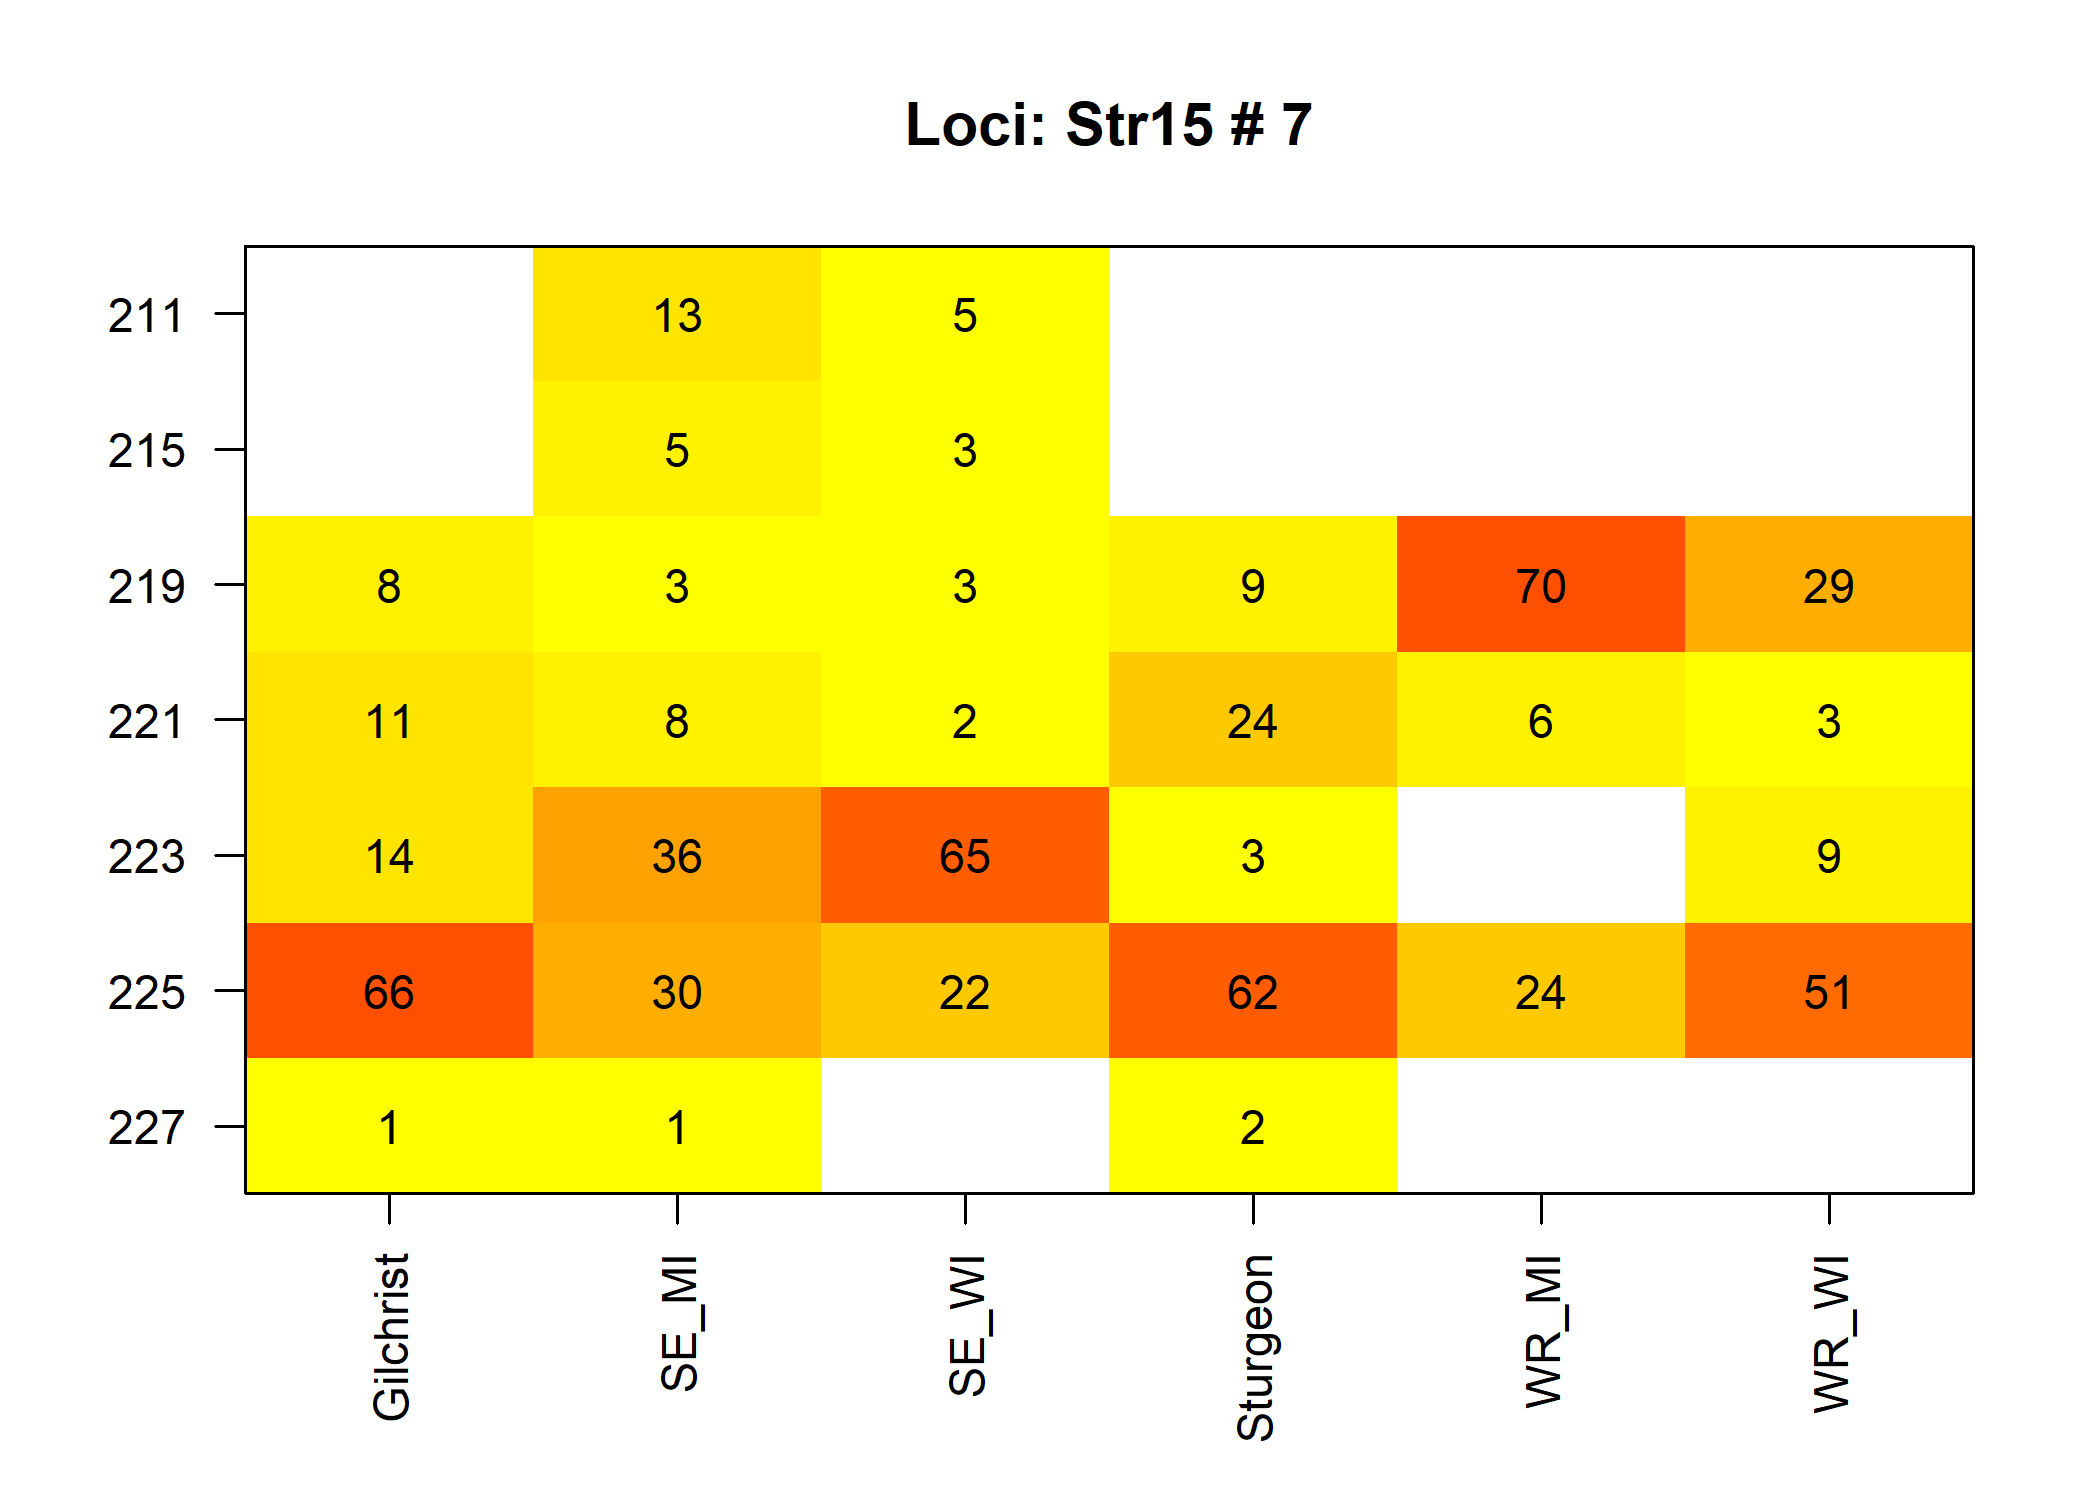 Loci: Str15 # 7
211 13 5
215 5 3
219 8 3 3 9 70 29
221 11 8 2 24 6 3
223 14 36 65 3 9
225 66 30 22 62 24 51
227 1 1 2
Gilchrist SE_MI SE_WI Sturgeon WR_MI WR_WI